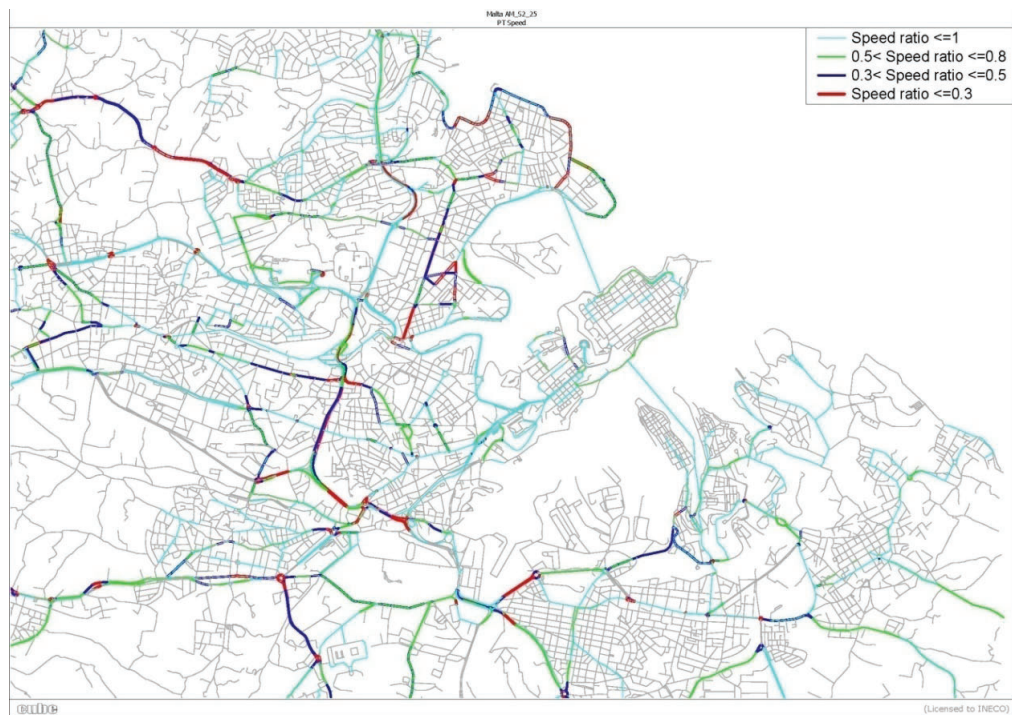 Malta AM_S2_25
PT Speed
Speed ratio <=1
0.5< Speed ratio <=0.8
0.3< Speed ratio <=0.5
Speed ratio <=0.3
cube
(Licensed to INECO)